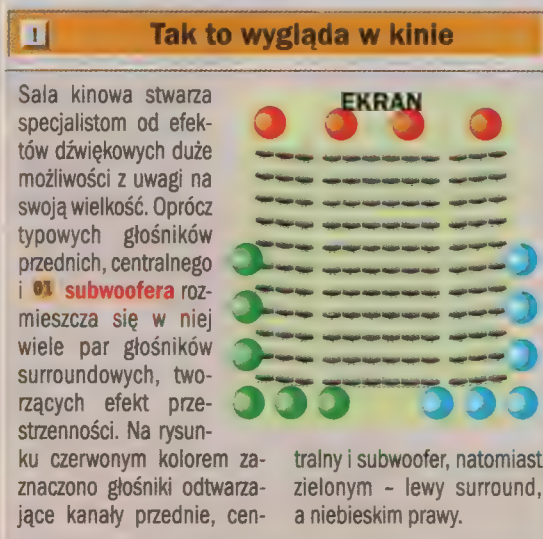 ! Tak to wygląda w kinie
Sala kinowa stwarza
specjalistom od efek-
tów dźwiękowych duże
możliwości z uwagi na
swoją wielkość. Oprócz
typowych głośników
przednich, centralnego
i 01 subwoofera roz-
mieszcza się w niej
wiele par głośników
surroundowych, two-
rzących efekt prze-
strzenności. Na rysun-
ku czerwonym kolorem za-
znaczono głośniki odtwarza-
jące kanały przednie, cen-
tralny i subwoofer, natomiast
zielonym – lewy surround,
a niebieskim prawy.
EKRAN